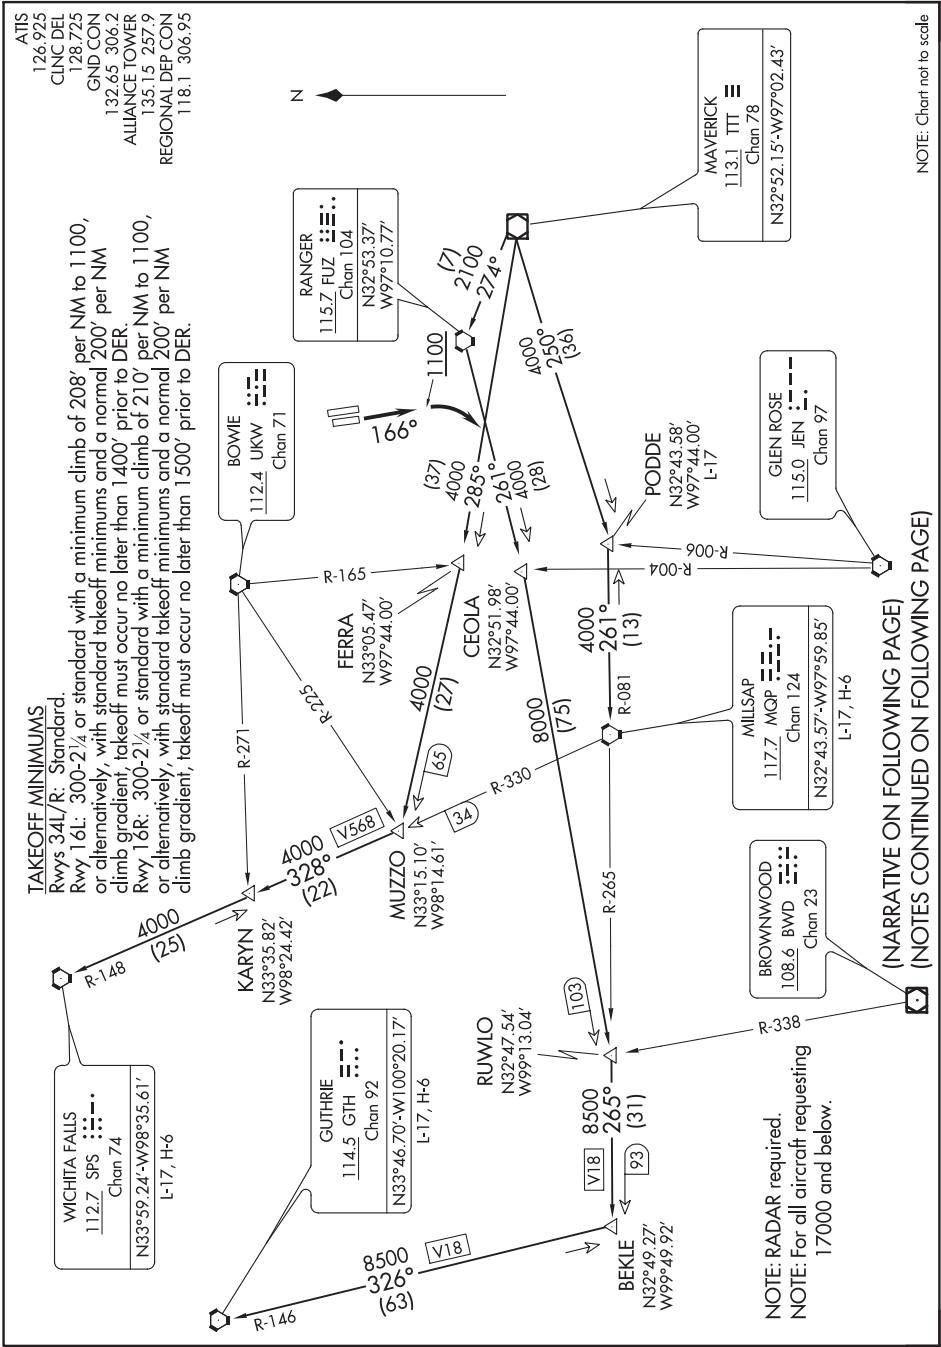 ATIS
126.925
CLNC DEL
128.725
GND CON
132.65 306.2
ALLIANCE TOWER
135.15 257.9
REGIONAL DEP CON
118.1 306.95
TAKEOFF MINIMUMS
Rwys 34L/R: Standard.
Rwy 16L: 300-2¼ or standard with a minimum climb of 208' per NM to 1100,
or alternatively, with standard takeoff minimums and a normal 200' per NM
climb gradient, takeoff must occur no later than 1400' prior to DER.
Rwy 16R: 300-2¼ or standard with a minimum climb of 210' per NM to 1100,
or alternatively, with standard takeoff minimums and a normal 200' per NM
climb gradient, takeoff must occur no later than 1500' prior to DER.
N
WICHITA FALLS
112.7 SPS
Chan 74
N33°59.24'-W98°35.61'
L-17, H-6
R-148
4000
(25)
KARYN
N33°35.82'
W98°24.42'
R-271
4000
328°
(22)
V568
MUZZO
N33°15.10'
W98°14.61'
R-225
65
34
R-330
4000
(27)
BOWIE
112.4 UKW
Chan 71
R-165
FERRA
N33°05.47'
W97°44.00'
RANGER
115.7 FUZ
Chan 104
N32°53.37'
W97°10.77'
1100
166°
(7)
2100
274°
(37)
4000
285°
261°
4000
(28)
4000
250°
(36)
MAVERICK
113.1 TTT
Chan 78
N32°52.15'-W97°02.43'
CEOLA
N32°51.98'
W97°44.00'
8000
(75)
PODDE
N32°43.58'
W97°44.00'
L-17
4000
261°
(13)
R-081
R-004
R-006
GLEN ROSE
115.0 JEN
Chan 97
MILLSAP
117.7 MQP
Chan 124
N32°43.57'-W97°59.85'
L-17, H-6
R-265
GUTHRIE
114.5 GTH
Chan 92
N33°46.70'-W100°20.17'
L-17, H-6
R-146
8500
326°
(63)
V18
BEKLE
N32°49.27'
W99°49.92'
V18
8500
265°
(31)
93
RUWLO
N32°47.54'
W99°13.04'
103
R-338
BROWNWOOD
108.6 BWD
Chan 23
NOTE: RADAR required.
NOTE: For all aircraft requesting
17000 and below.
(NARRATIVE ON FOLLOWING PAGE)
(NOTES CONTINUED ON FOLLOWING PAGE)
NOTE: Chart not to scale